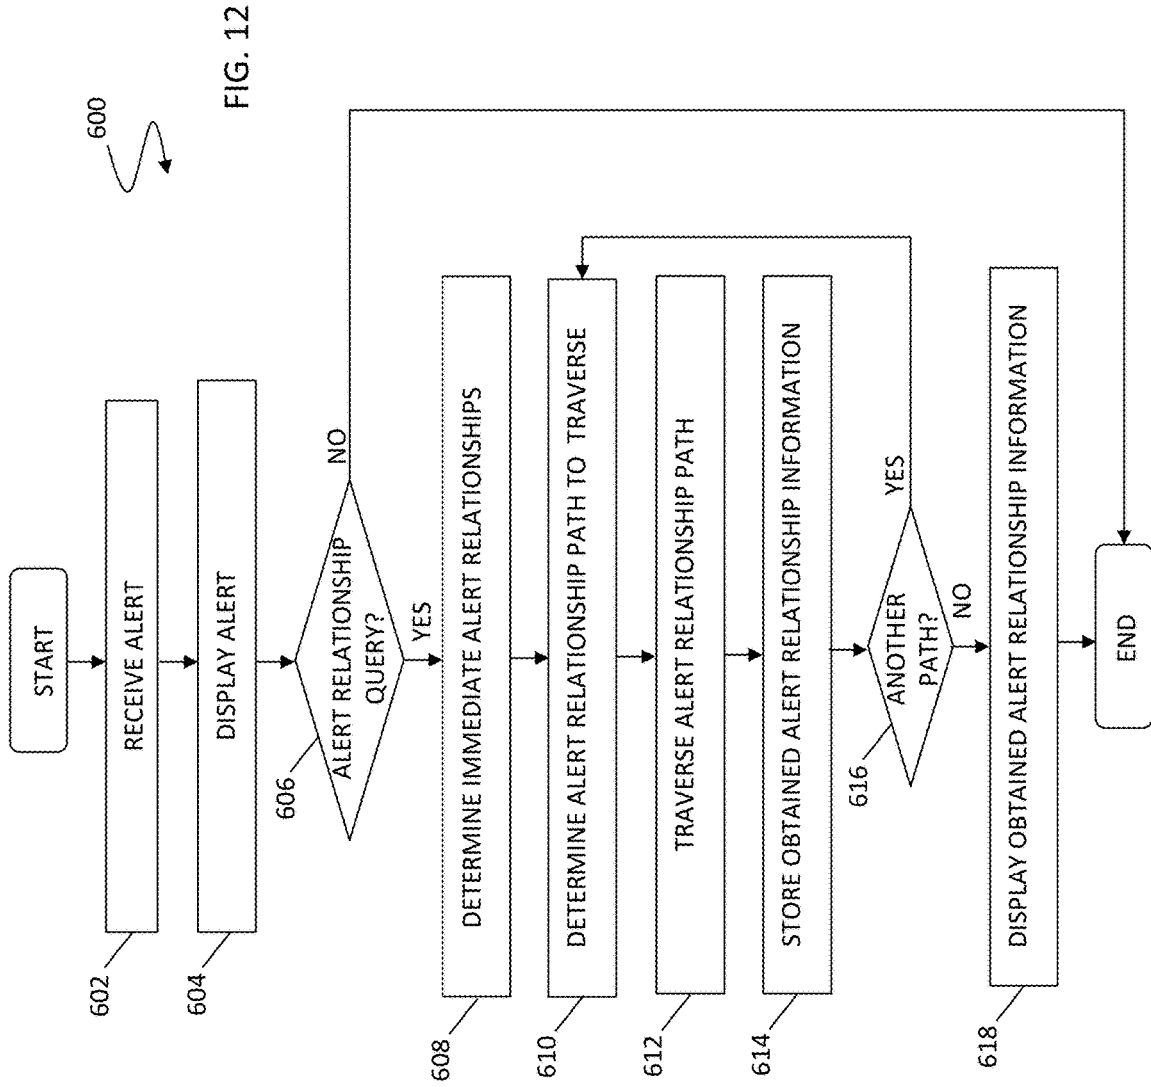 FIG. 12
600
START
602
RECEIVE ALERT
604
DISPLAY ALERT
606
ALERT RELATIONSHIP
QUERY?
NO
YES
608
DETERMINE IMMEDIATE ALERT RELATIONSHIPS
610
DETERMINE ALERT RELATIONSHIP PATH TO TRAVERSE
612
TRAVERSE ALERT RELATIONSHIP PATH
614
STORE OBTAINED ALERT RELATIONSHIP INFORMATION
616
ANOTHER
PATH?
YES
NO
618
DISPLAY OBTAINED ALERT RELATIONSHIP INFORMATION
END